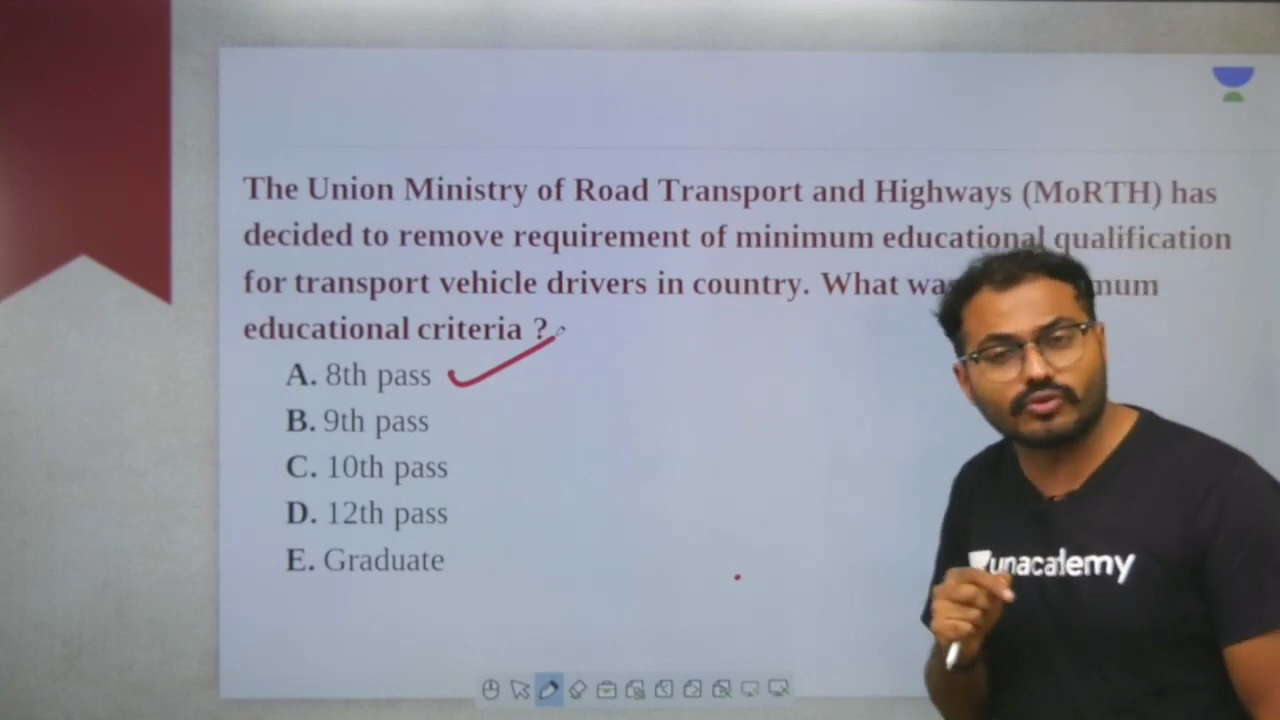 The Union Ministry of Road Transport and Highways (MoRTH) has
decided to remove requirement of minimum educational qualification
for transport vehicle drivers in country. What
educational criteria ?
A. 8th pass
B. 9th pass
C. 10th pass
D. 12th pass
E. Graduate
unacademy